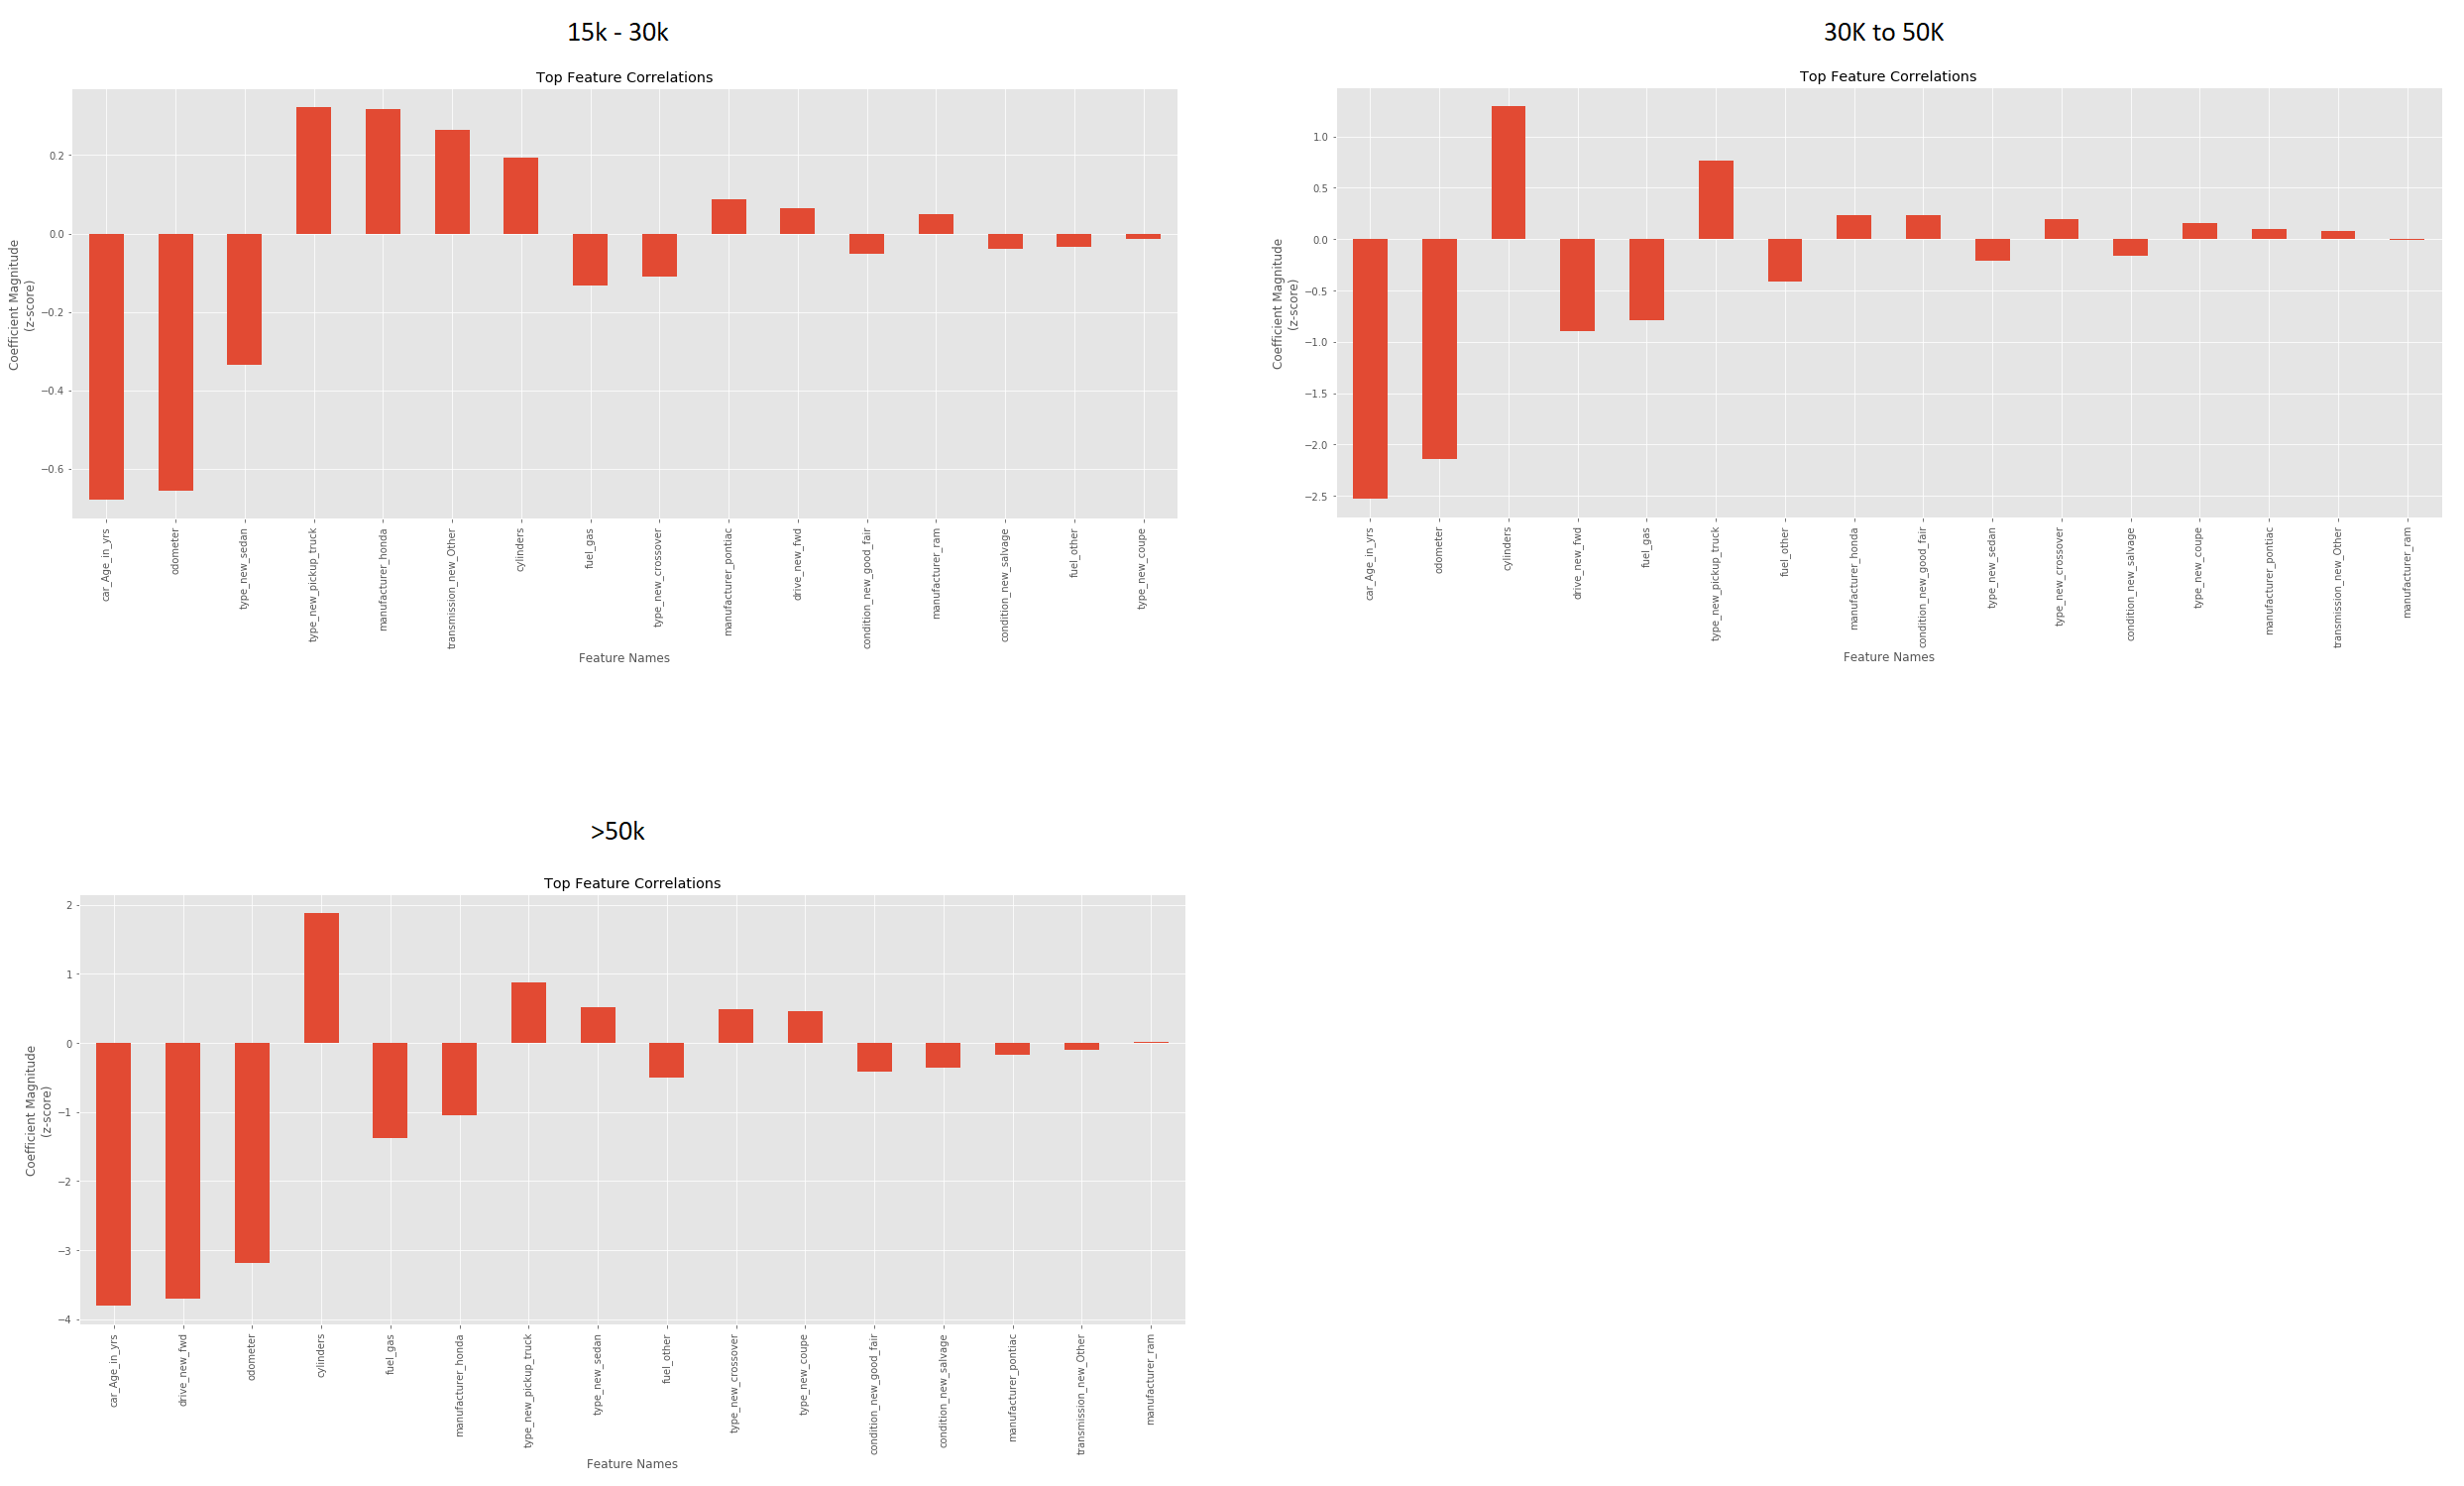 15k - 30k
Top Feature Correlations
0.2
0.0
−0.2
−0.4
−0.6
Coefficient Magnitude
(z-score)
car_Age_in_yrs
odometer
type_new_sedan
type_new_pickup_truck
manufacturer_honda
transmission_new_Other
cylinders
fuel_gas
type_new_crossover
manufacturer_pontiac
drive_new_fwd
condition_new_good_fair
manufacturer_ram
condition_new_salvage
fuel_other
type_new_coupe
Feature Names
30K to 50K
Top Feature Correlations
1.0
0.5
0.0
−0.5
−1.0
−1.5
−2.0
−2.5
Coefficient Magnitude
(z-score)
car_Age_in_yrs
odometer
cylinders
drive_new_fwd
fuel_gas
type_new_pickup_truck
fuel_other
manufacturer_honda
condition_new_good_fair
type_new_sedan
type_new_crossover
condition_new_salvage
type_new_coupe
manufacturer_pontiac
transmission_new_Other
manufacturer_ram
Feature Names
>50k
Top Feature Correlations
2
1
0
−1
−2
−3
−4
Coefficient Magnitude
(z-score)
car_Age_in_yrs
drive_new_fwd
odometer
cylinders
fuel_gas
manufacturer_honda
type_new_pickup_truck
type_new_sedan
fuel_other
type_new_crossover
type_new_coupe
condition_new_good_fair
condition_new_salvage
manufacturer_pontiac
transmission_new_Other
manufacturer_ram
Feature Names